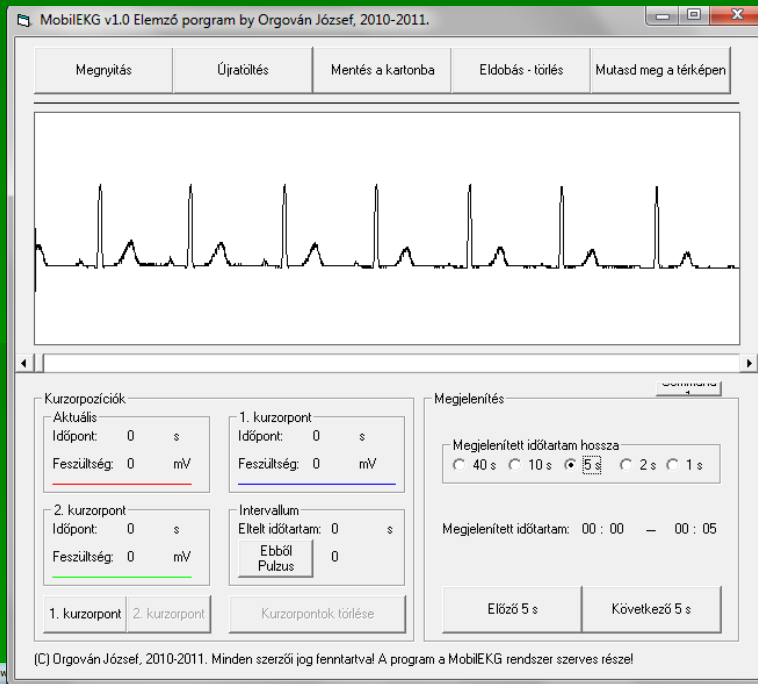 MobilEKG v1.0 Elemző porgram by Orgován József, 2010-2011.
Megnyitás Újratöltés Mentés a kartonba Eldobás - törlés Mutasd meg a térképen
Kurzorpozíciók
Aktuális
Időpont: 0 s
Feszültség: 0 mV
1. kurzorpont
Időpont: 0 s
Feszültség: 0 mV
2. kurzorpont
Időpont: 0 s
Feszültség: 0 mV
Intervallum
Eltelt időtartam: 0 s
Ebből
Pulzus
0
1. kurzorpont 2. kurzorpont Kurzorpontok törlése
Megjelenítés
Megjelenített időtartam hossza
40 s 10 s 5 s 2 s 1 s
Megjelenített időtartam: 00 : 00 – 00 : 05
Előző 5 s Következő 5 s
(C) Orgován József, 2010-2011. Minden szerzői jog fenntartva! A program a MobilEKG rendszer szerves része!